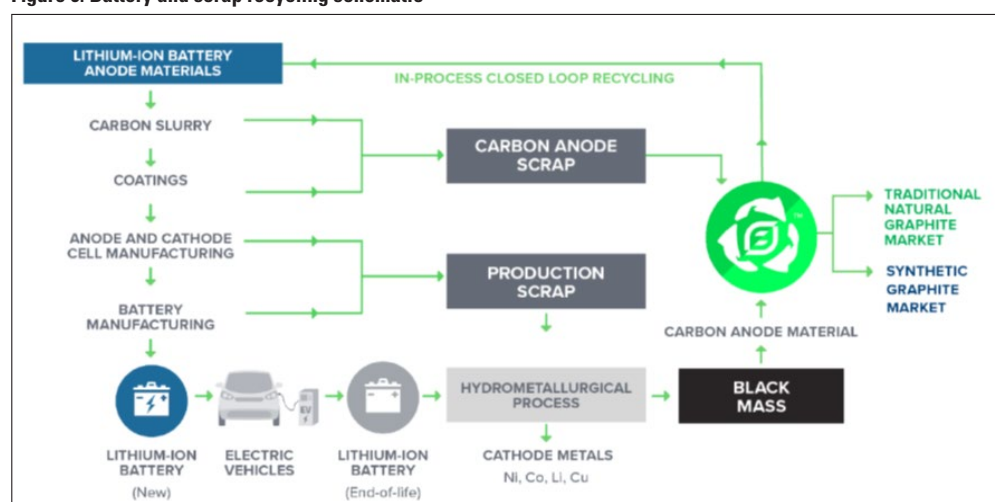 Figure 3. Battery and scrap recycling schematic
LITHIUM-ION BATTERY
ANODE MATERIALS
IN-PROCESS CLOSED LOOP RECYCLING
CARBON SLURRY
COATINGS
CARBON ANODE
SCRAP
TRADITIONAL
NATURAL
GRAPHITE
MARKET
ANODE AND CATHODE
CELL MANUFACTURING
PRODUCTION
SCRAP
SYNTHETIC
GRAPHITE
MARKET
BATTERY
MANUFACTURING
CARBON ANODE MATERIAL
EV
HYDROMETALLURGICAL
PROCESS
BLACK
MASS
LITHIUM-ION
BATTERY
(New)
ELECTRIC
VEHICLES
LITHIUM-ION
BATTERY
(End-of-life)
CATHODE METALS
Ni, Co, Li, Cu